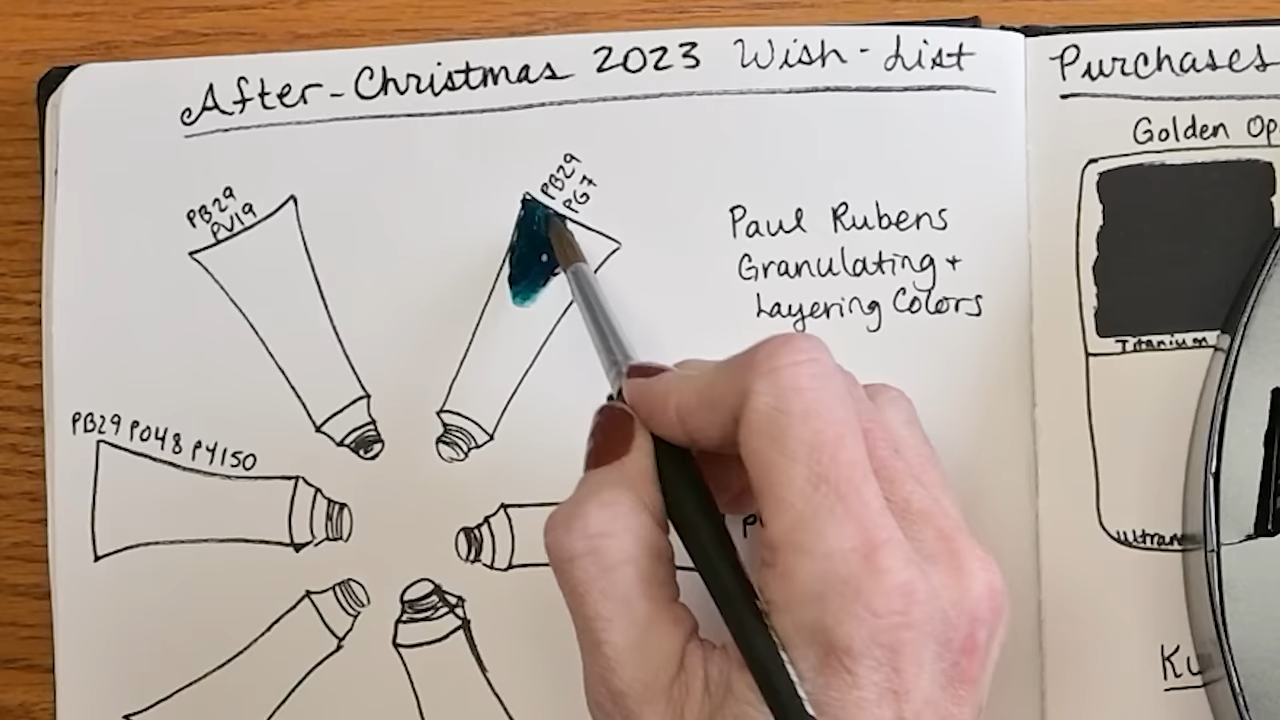 After-Christmas 2023 Wish-List
PB29
PV19
PB29
PG7
Paul Rubens
Granulating +
Layering Colors
PB29 PO48 PY150
Purchases
Golden Op
Titanium